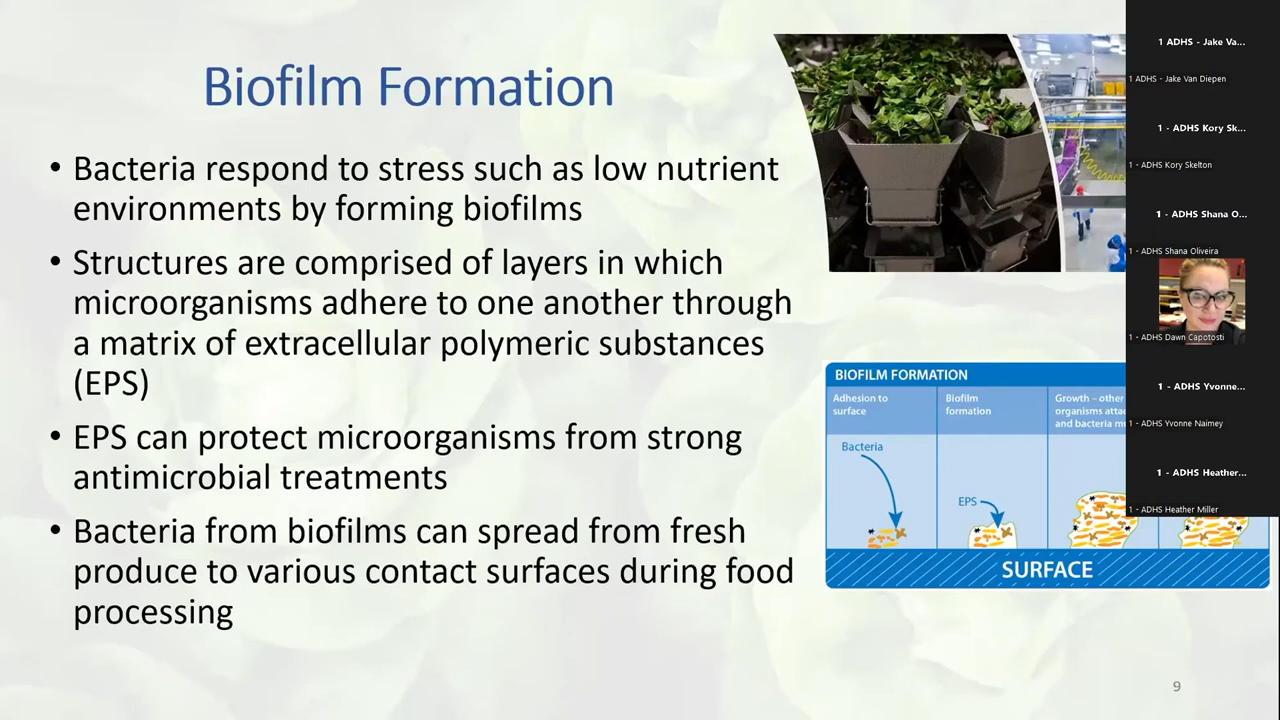 Biofilm Formation
• Bacteria respond to stress such as low nutrient
environments by forming biofilms
• Structures are comprised of layers in which
microorganisms adhere to one another through
a matrix of extracellular polymeric substances
(EPS)
• EPS can protect microorganisms from strong
antimicrobial treatments
• Bacteria from biofilms can spread from fresh
produce to various contact surfaces during food
processing
BIOFILM FORMATION
Adhesion to
surface
Biofilm
formation
Growth – other
organisms
and bacteria
Bacteria
EPS
SURFACE
9
1 ADHS - Jake Va...
1 ADHS - Jake Van Diepen
1 - ADHS Kory Sk...
1 - ADHS Kory Skelton
1 - ADHS Shana O...
1 - ADHS Shana Oliveira
1 - ADHS Dawn Capotosti
1 - ADHS Yvonne...
1 - ADHS Yvonne Naimey
1 - ADHS Heather...
1 - ADHS Heather Miller